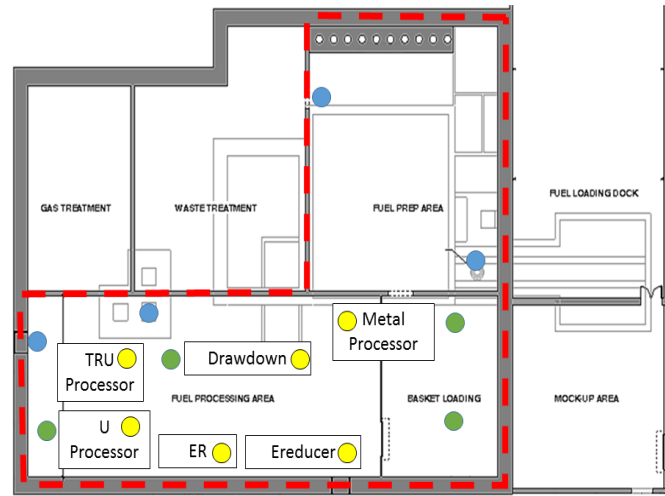 FUEL LOADING DOCK
GAS TREATMENT
WASTE TREATMENT
FUEL PREP AREA
Metal
Processor
TRU
Processor
Drawdown
FUEL PROCESSING AREA
BASKET LOADING
MOCK-UP AREA
U
Processor
ER
Ereducer